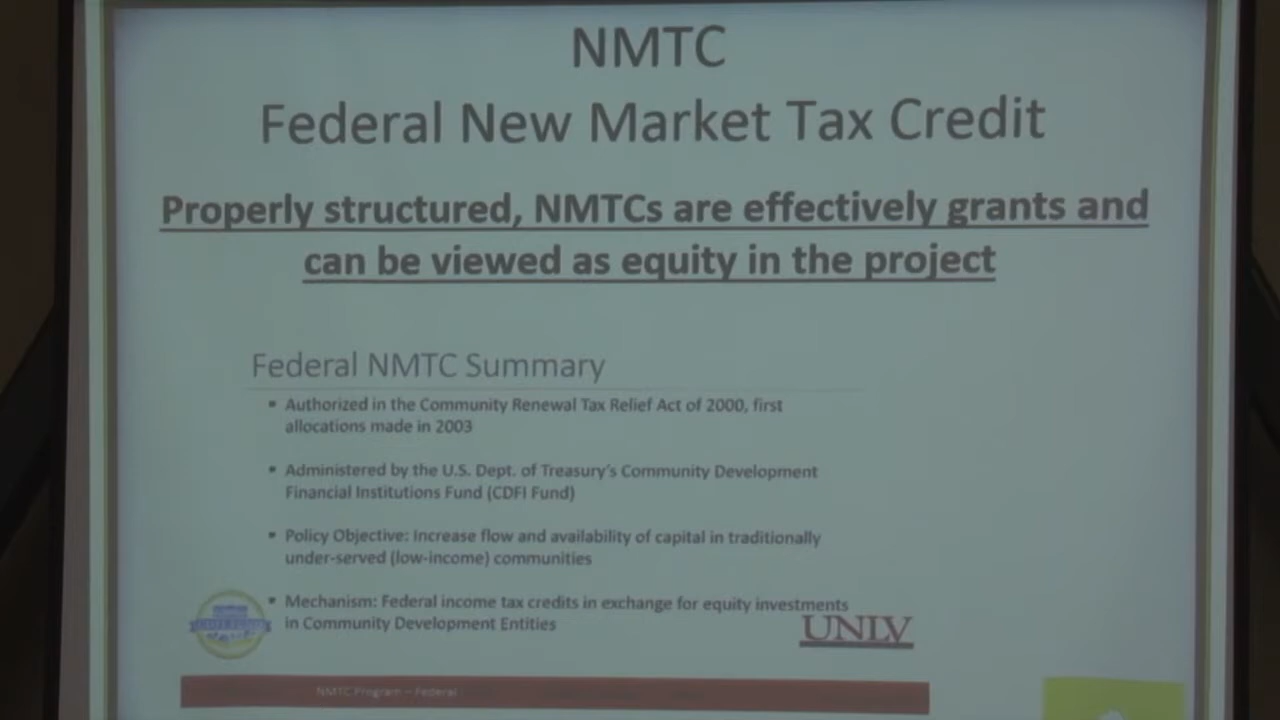 NMTC
Federal New Market Tax Credit
Properly structured, NMTCs are effectively grants and
can be viewed as equity in the project
Federal NMTC Summary
▪ Authorized in the Community Renewal Tax Relief Act of 2000, first
allocations made in 2003
▪ Administered by the U.S. Dept. of Treasury's Community Development
Financial Institutions Fund (CDFI Fund)
▪ Policy Objective: Increase flow and availability of capital in traditionally
under-served (low-income) communities
▪ Mechanism: Federal income tax credits in exchange for equity investments
in Community Development Entities
UNLV
NMTC Program – Federal